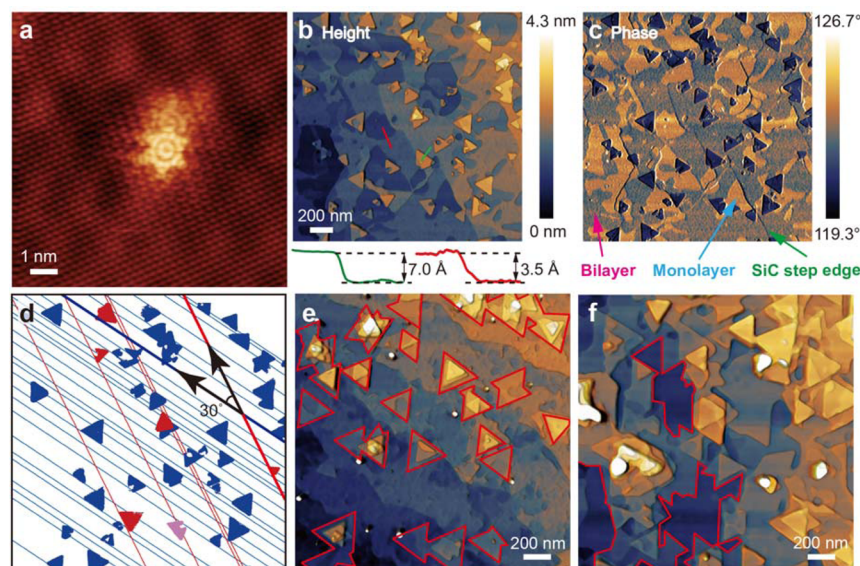 a
1 nm
b Height
200 nm
4.3 nm
0 nm
7.0 Å
3.5 Å
c Phase
126.7°
119.3°
Bilayer
Monolayer
SiC step edge
d
30°
e
200 nm
f
200 nm